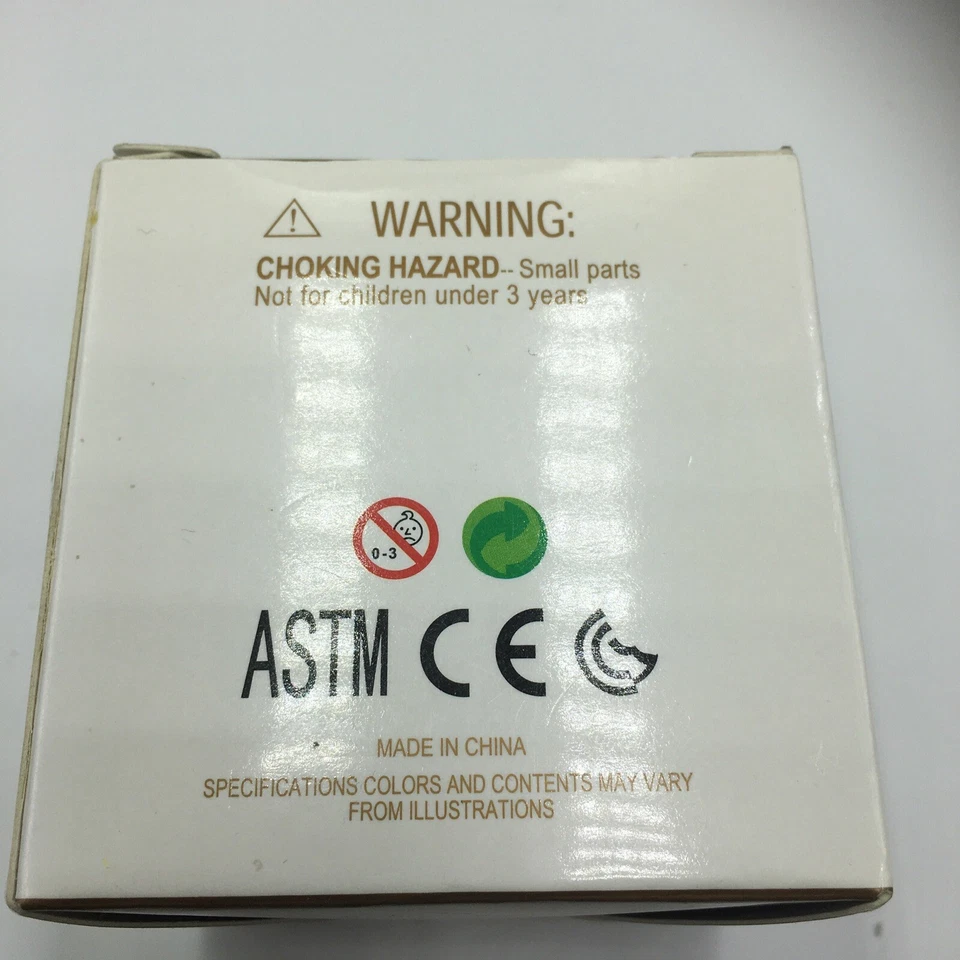 WARNING:
CHOKING HAZARD-- Small parts
Not for children under 3 years
0-3
ASTM CE
MADE IN CHINA
SPECIFICATIONS COLORS AND CONTENTS MAY VARY
FROM ILLUSTRATIONS